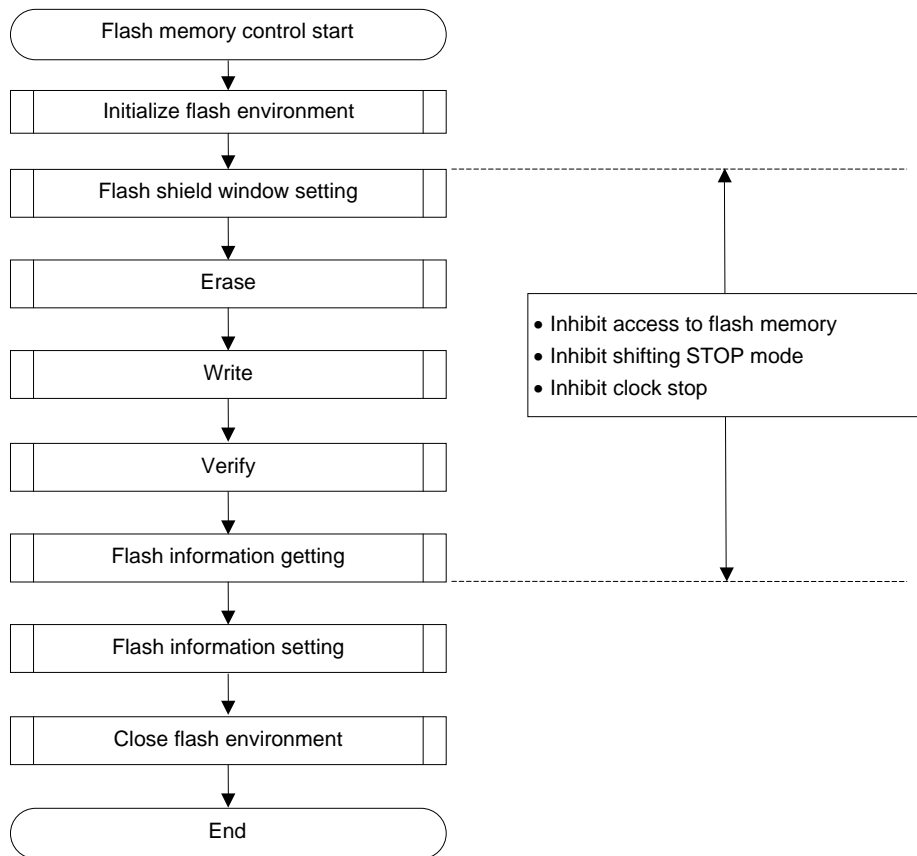 Flash memory control start
Initialize flash environment
Flash shield window setting
Erase
Write
Verify
Flash information getting
Flash information setting
Close flash environment
End
• Inhibit access to flash memory
• Inhibit shifting STOP mode
• Inhibit clock stop